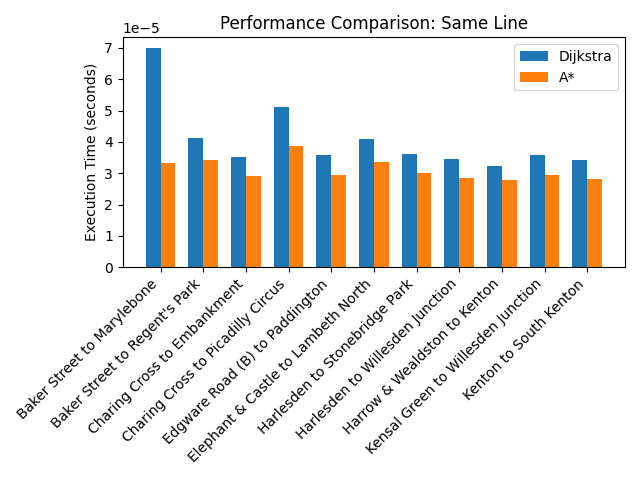 Performance Comparison: Same Line
1e−5
Dijkstra
A*
Execution Time (seconds)
7
6
5
4
3
2
1
0
Baker Street to Marylebone
Baker Street to Regent's Park
Charing Cross to Embankment
Charing Cross to Picadilly Circus
Edgware Road (B) to Paddington
Elephant & Castle to Lambeth North
Harlesden to Stonebridge Park
Harlesden to Willesden Junction
Harrow & Wealdston to Kenton
Kensal Green to Willesden Junction
Kenton to South Kenton